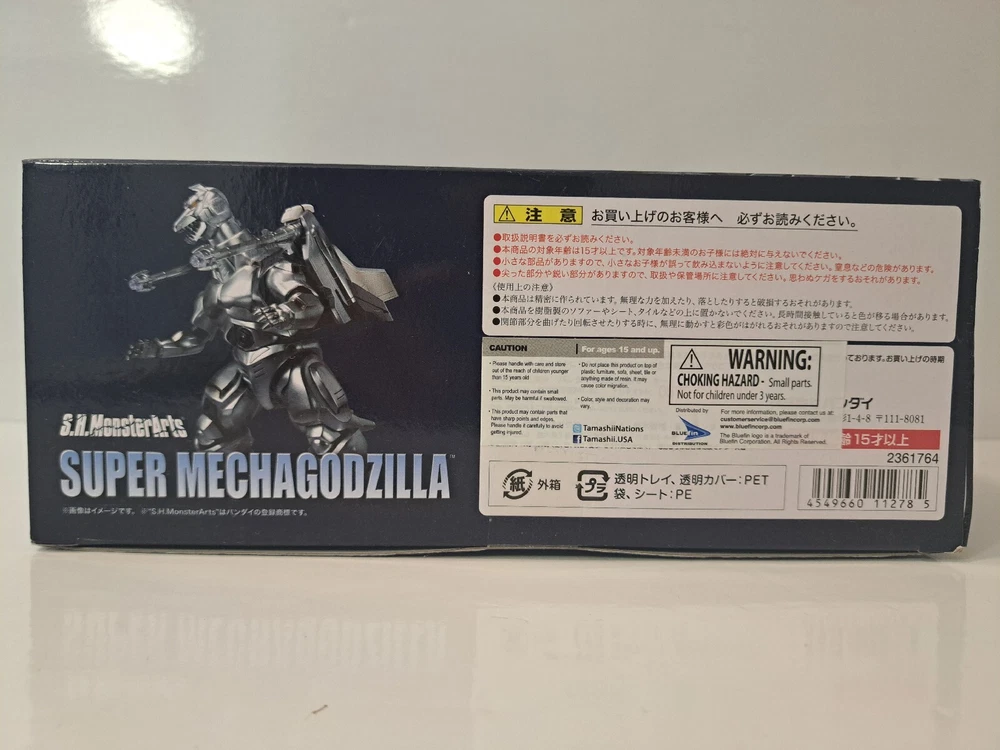 S.H.MonsterArts
SUPER MECHAGODZILLA™
※画像はイメージです。 ※"S.H.MonsterArts"はバンダイの登録商標です。
注 意 お買い上げのお客様へ 必ずお読みください。
●取扱説明書を必ずお読みください。
●本商品の対象年齢は15才以上です。対象年齢未満のお子様には絶対に与えないでください。
●小さな部品がありますので、小さなお子様が誤って飲み込まないように注意してください。窒息などの危険があります。
●尖った部分や鋭い部分がありますので、取扱や保管場所に注意してください。思わぬケガをするおそれがあります。
《使用上の注意》
●本商品は精密に作られています。無理な力を加えたり、落としたりすると破損するおそれがあります。
●本商品を樹脂製のソファーやシート、タイルなどの上に置かないでください。長時間接触していると色が移る場合があります。
●関節部分を曲げたり回転させたりする時に、無理に動かすと彩色がはがれるおそれがありますので注意してください。
CAUTION For ages 15 and up.
• Please handle with care and store
out of the reach of children younger
than 15 years old
• This product may contain small
parts. May be harmful if swallowed.
• This product may contain parts that
have sharp points and edges.
Please handle it carefully to avoid
getting injured.
• Do not place this product on top of
plastic furniture, sofa, sheet, tile or
anything made of resin. It may
cause color migration.
• Color, style and decoration may
vary.
TamashiiNations
Tamashii.USA
WARNING:
CHOKING HAZARD - Small parts.
Not for children under 3 years.
Distributed by
BLUEfin
DISTRIBUTION
For more information, please contact us at:
customerservice@bluefincorp.com
www.bluefincorp.com
The Bluefin logo is a trademark of
Bluefin Corporation. All Rights Reserved.
ております。お買い上げの時期
ダイ
1-4-8 〒111-8081
齢 15才以上
2361764
紙 外箱
プラ 透明トレイ、透明カバー:PET
袋、シート:PE
4549660 11278 5